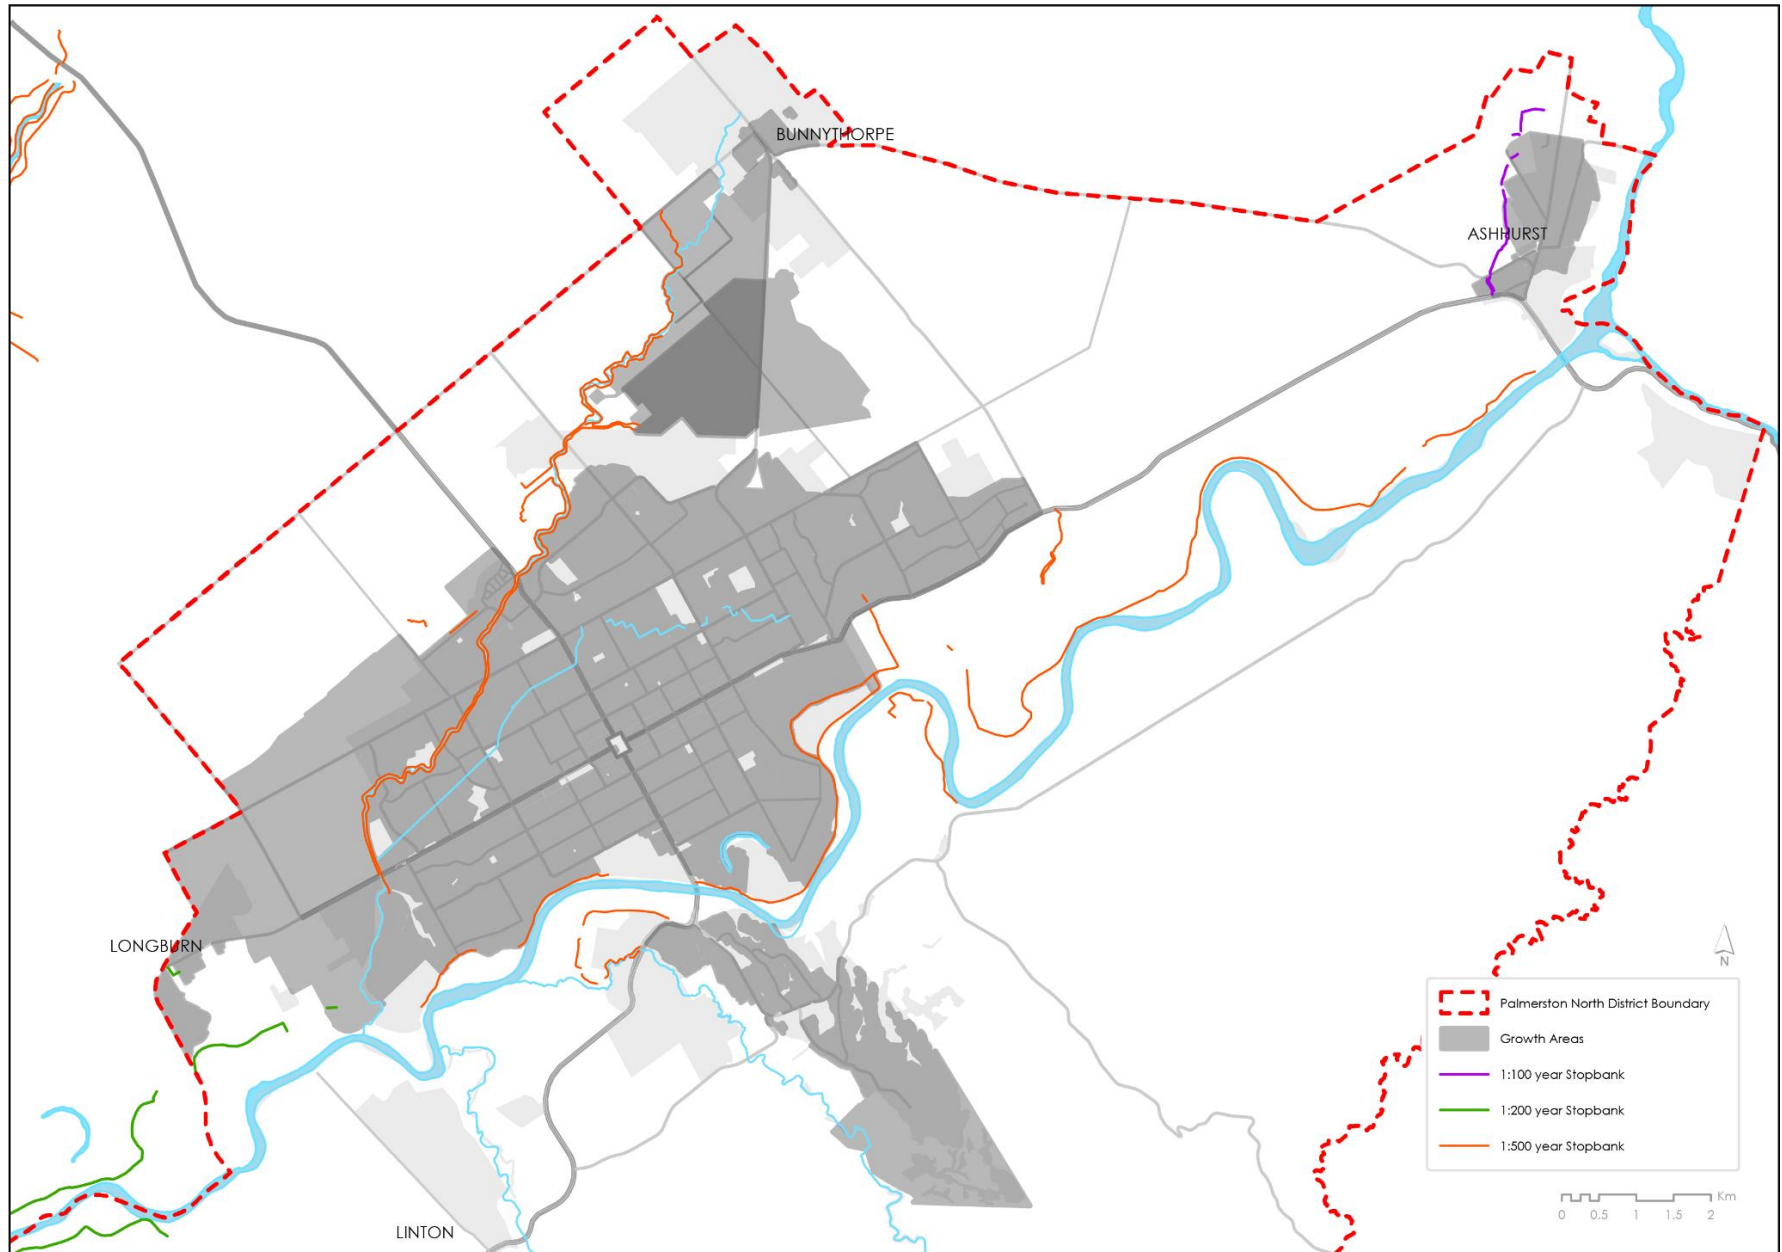 BUNNYTHORPE
ASHHURST
LONGBURN
LINTON
N
Palmerston North District Boundary
Growth Areas
1:100 year Stopbank
1:200 year Stopbank
1:500 year Stopbank
Km
0 0.5 1 1.5 2